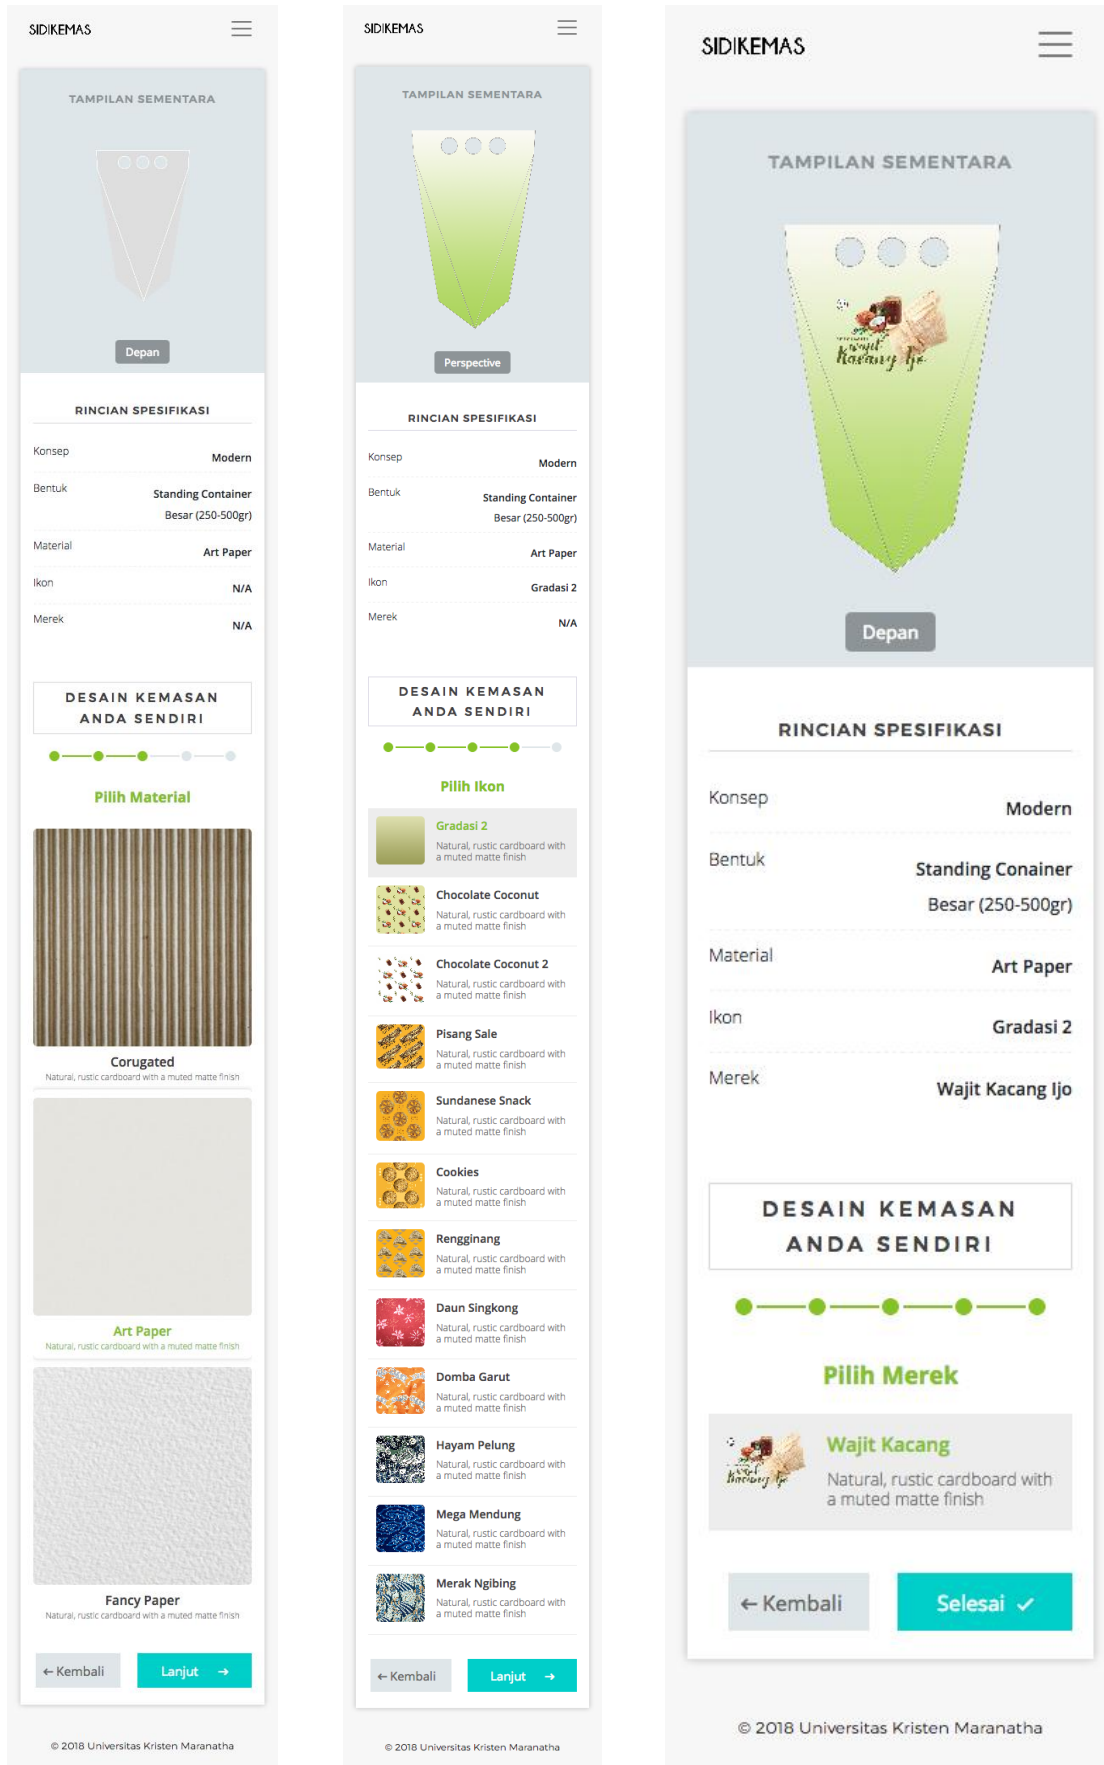 SIDIKEMAS
TAMPILAN SEMENTARA
Depan
RINCIAN SPESIFIKASI
Konsep
Modern
Bentuk
Standing Container
Besar (250-500gr)
Material
Art Paper
Ikon
N/A
Merek
N/A
DESAIN KEMASAN
ANDA SENDIRI
Pilih Material
Corugated
Natural, rustic cardboard with a muted matte finish
Art Paper
Natural, rustic cardboard with a muted matte finish
Fancy Paper
Natural, rustic cardboard with a muted matte finish
← Kembali
Lanjut →
© 2018 Universitas Kristen Maranatha
SIDIKEMAS
TAMPILAN SEMENTARA
Perspective
RINCIAN SPESIFIKASI
Konsep
Modern
Bentuk
Standing Container
Besar (250-500gr)
Material
Art Paper
Ikon
Gradasi 2
Merek
N/A
DESAIN KEMASAN
ANDA SENDIRI
Pilih Ikon
Gradasi 2
Natural, rustic cardboard with
a muted matte finish
Chocolate Coconut
Natural, rustic cardboard with
a muted matte finish
Chocolate Coconut 2
Natural, rustic cardboard with
a muted matte finish
Pisang Sale
Natural, rustic cardboard with
a muted matte finish
Sundanese Snack
Natural, rustic cardboard with
a muted matte finish
Cookies
Natural, rustic cardboard with
a muted matte finish
Rengginang
Natural, rustic cardboard with
a muted matte finish
Daun Singkong
Natural, rustic cardboard with
a muted matte finish
Domba Garut
Natural, rustic cardboard with
a muted matte finish
Hayam Pelung
Natural, rustic cardboard with
a muted matte finish
Mega Mendung
Natural, rustic cardboard with
a muted matte finish
Merak Ngibing
Natural, rustic cardboard with
a muted matte finish
← Kembali
Lanjut →
© 2018 Universitas Kristen Maranatha
SIDIKEMAS
TAMPILAN SEMENTARA
wajit
Kacang Ijo
Depan
RINCIAN SPESIFIKASI
Konsep
Modern
Bentuk
Standing Conainer
Besar (250-500gr)
Material
Art Paper
Ikon
Gradasi 2
Merek
Wajit Kacang Ijo
DESAIN KEMASAN
ANDA SENDIRI
Pilih Merek
wajit
Kacang Ijo
Wajit Kacang
Natural, rustic cardboard with
a muted matte finish
← Kembali
Selesai ✓
© 2018 Universitas Kristen Maranatha